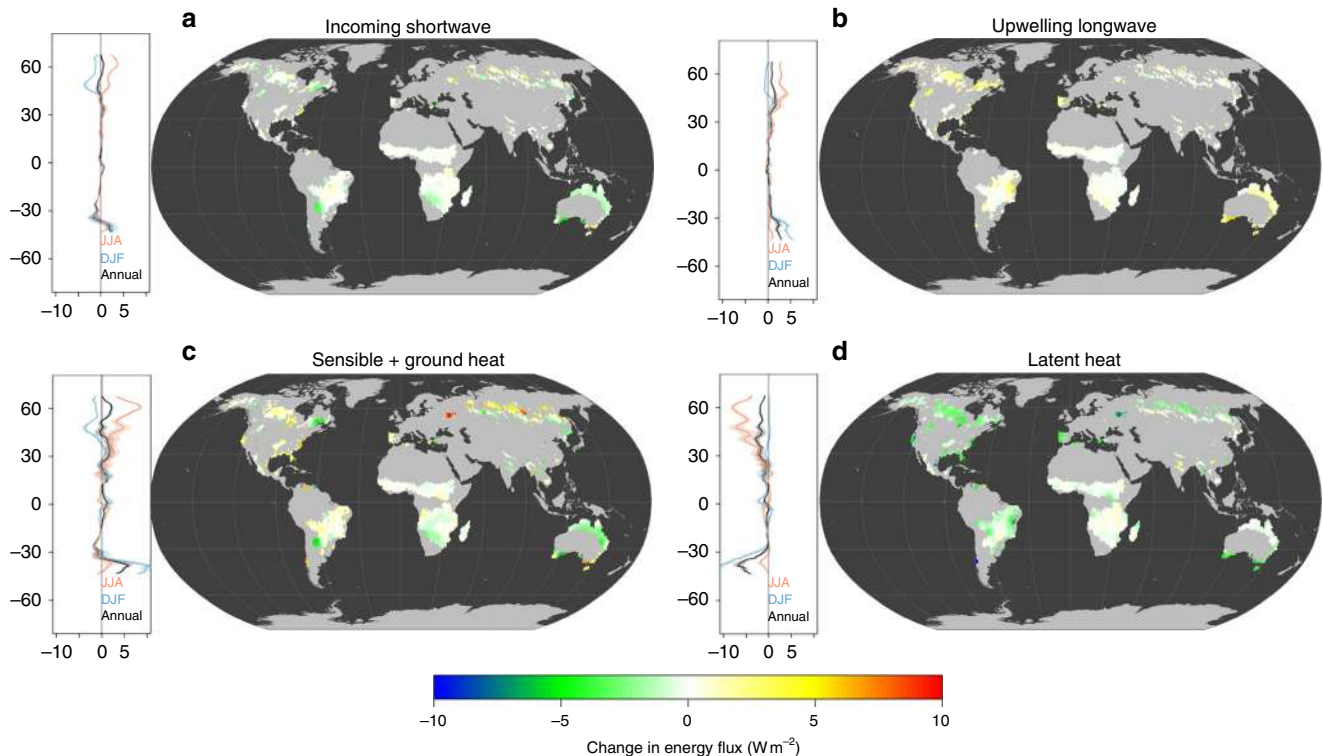 a Incoming shortwave
60
30
0
−30
−60
JJA
DJF
Annual
−10 0 5
b Upwelling longwave
60
30
0
−30
−60
JJA
DJF
Annual
−10 0 5
c Sensible + ground heat
60
30
0
−30
−60
JJA
DJF
Annual
−10 0 5
d Latent heat
60
30
0
−30
−60
JJA
DJF
Annual
−10 0 5
−10 −5 0 5 10
Change in energy flux (W m−2)